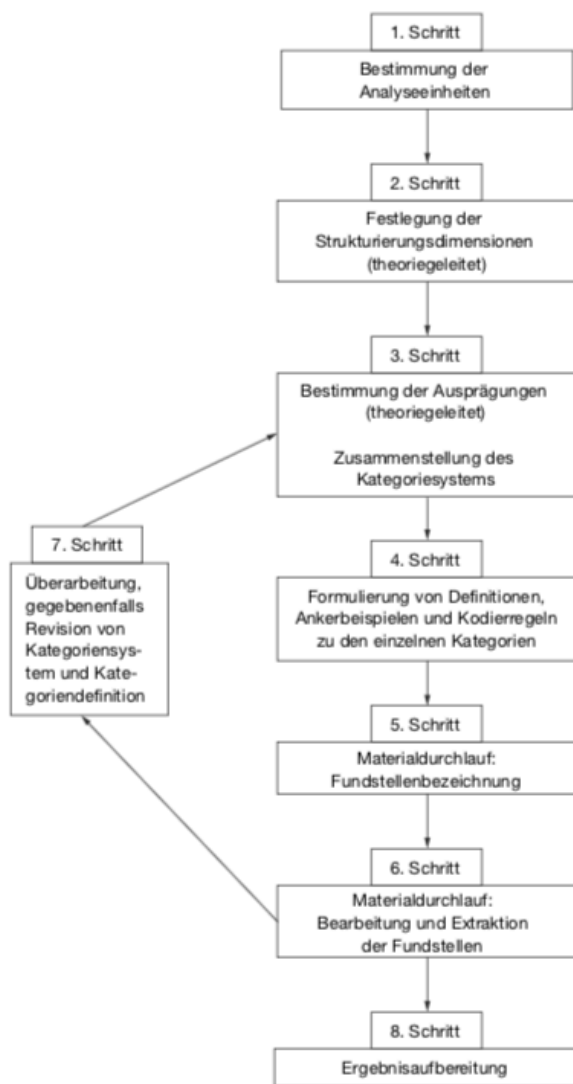 1. Schritt
Bestimmung der
Analyseeinheiten
2. Schritt
Festlegung der
Strukturierungsdimensionen
(theoriegeleitet)
3. Schritt
Bestimmung der Ausprägungen
(theoriegeleitet)
Zusammenstellung des
Kategoriesystems
4. Schritt
Formulierung von Definitionen,
Ankerbeispielen und Kodierregeln
zu den einzelnen Kategorien
5. Schritt
Materialdurchlauf:
Fundstellenbezeichnung
6. Schritt
Materialdurchlauf:
Bearbeitung und Extraktion
der Fundstellen
7. Schritt
Überarbeitung,
gegebenenfalls
Revision von
Kategoriensys-
tem und Kate-
goriendefinition
8. Schritt
Ergebnisaufbereitung